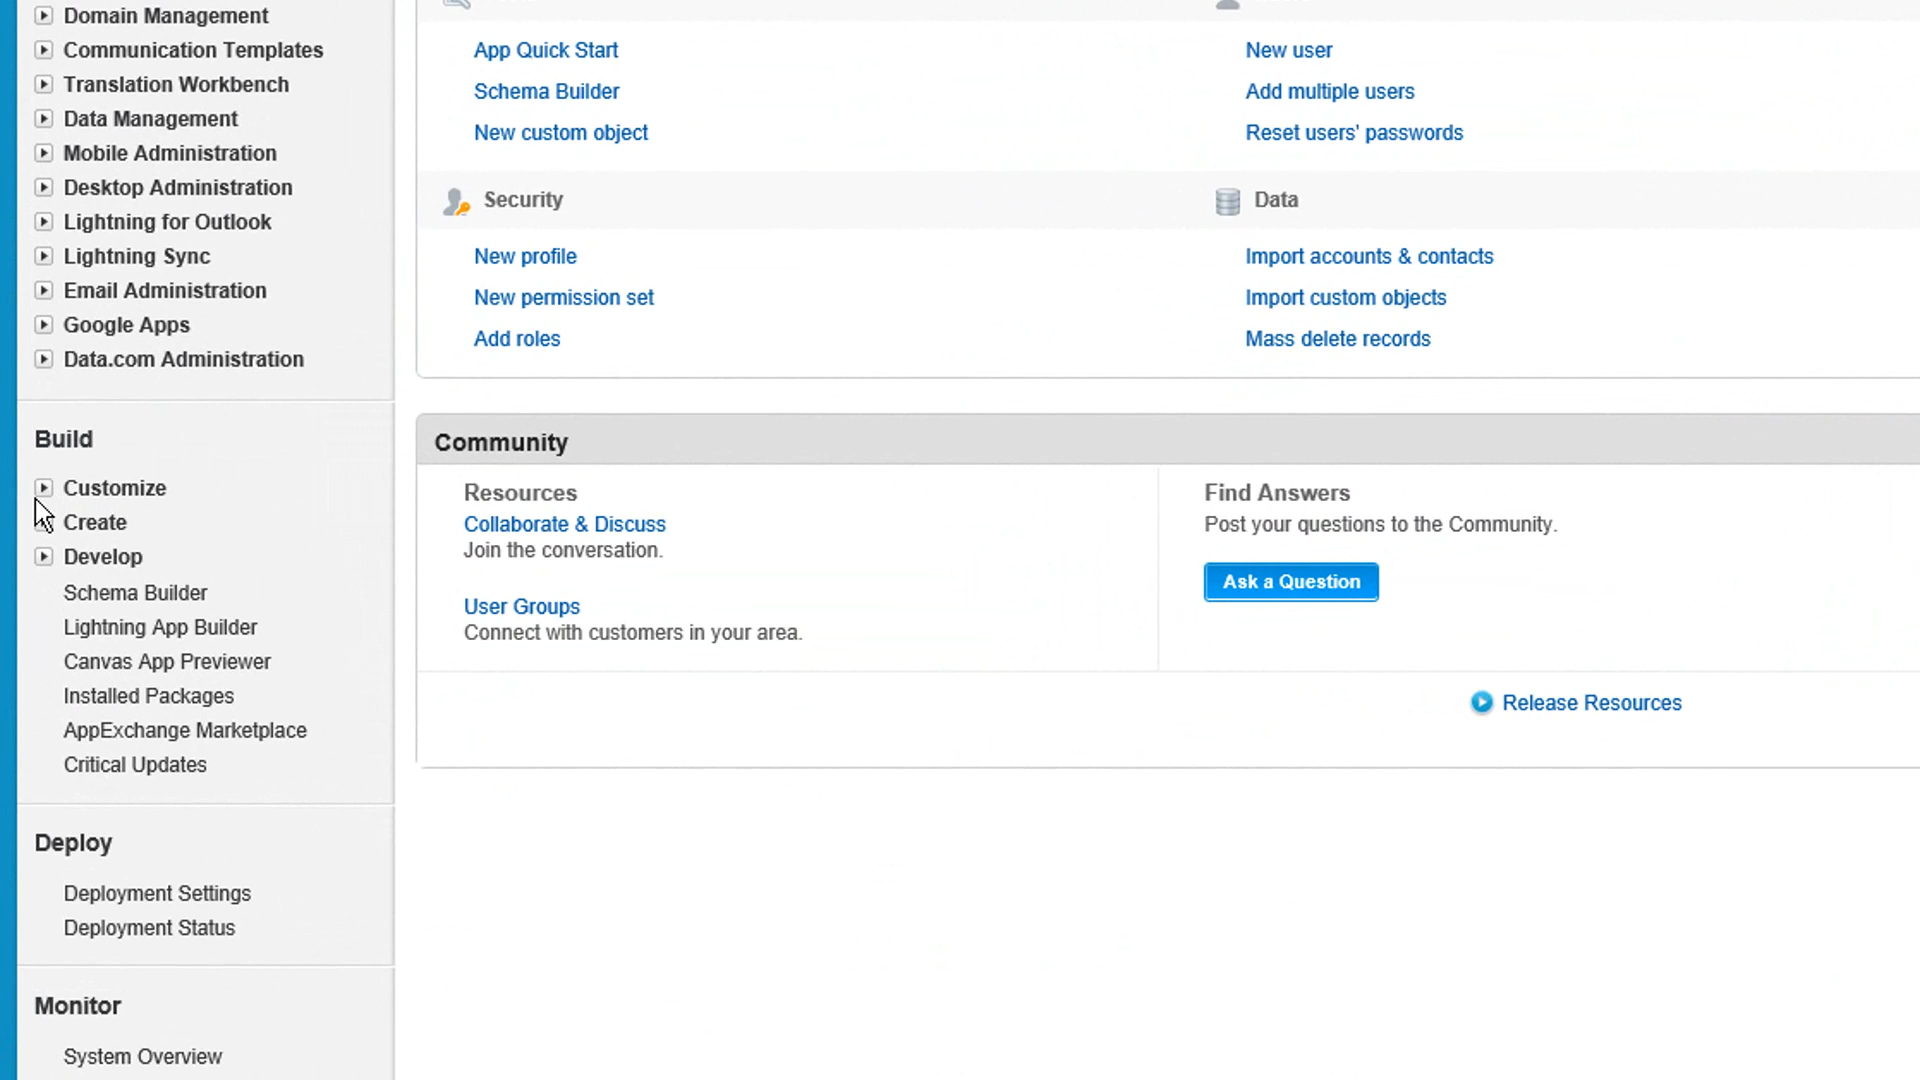 Domain Management
Communication Templates
Translation Workbench
Data Management
Mobile Administration
Desktop Administration
Lightning for Outlook
Lightning Sync
Email Administration
Google Apps
Data.com Administration
Build
Customize
Create
Develop
Schema Builder
Lightning App Builder
Canvas App Previewer
Installed Packages
AppExchange Marketplace
Critical Updates
Deploy
Deployment Settings
Deployment Status
Monitor
System Overview
App Quick Start
Schema Builder
New custom object
New user
Add multiple users
Reset users' passwords
Security
New profile
New permission set
Add roles
Data
Import accounts & contacts
Import custom objects
Mass delete records
Community
Resources
Collaborate & Discuss
Join the conversation.
User Groups
Connect with customers in your area.
Find Answers
Post your questions to the Community.
Ask a Question
Release Resources